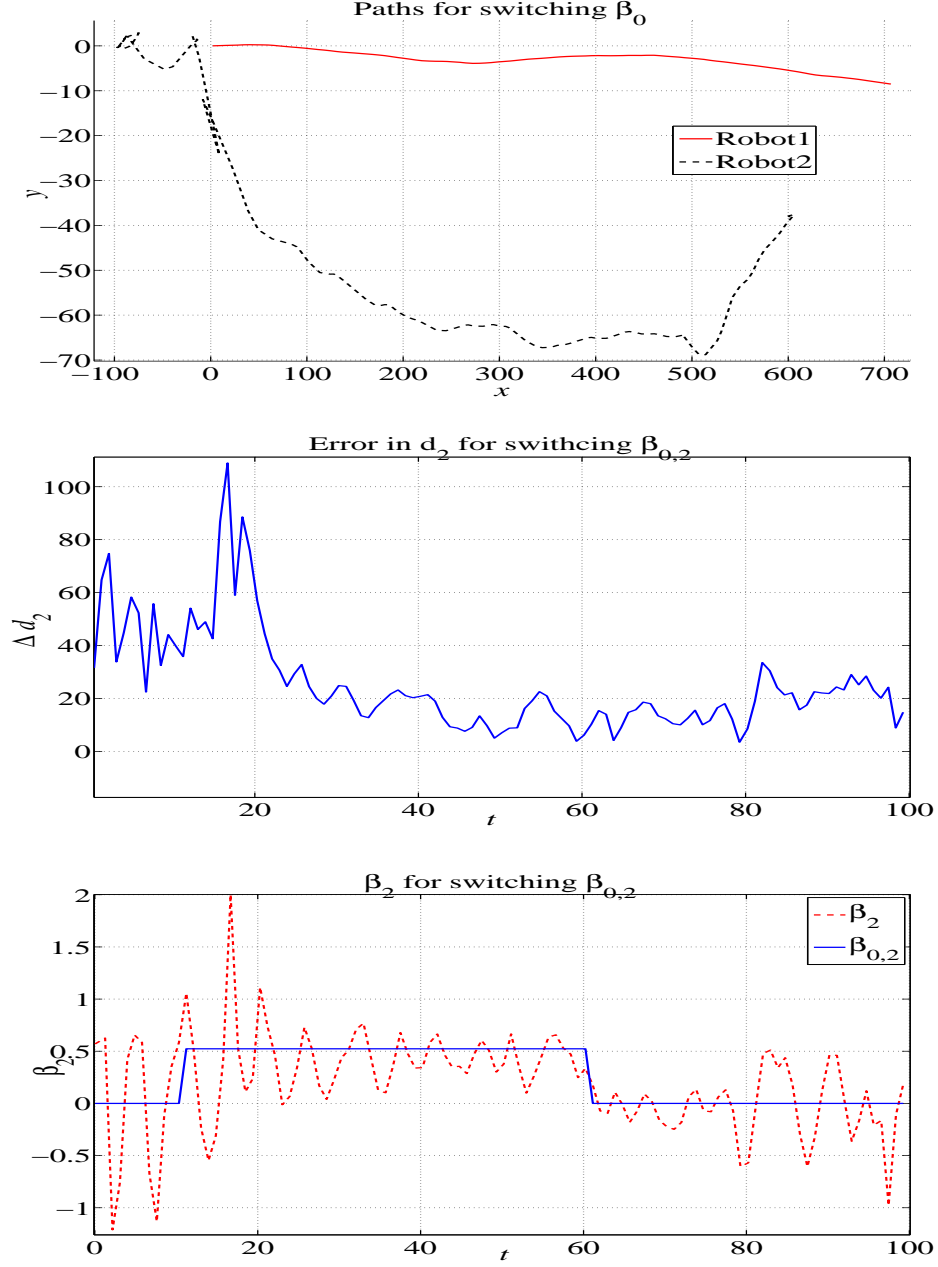 Paths for switching β0
0
−10
−20
−30
−40
−50
−60
−70
y
Robot1
Robot2
−100 0 100 200 300 400 500 600 700
x
Error in d2 for swithcing β0,2
100
80
60
40
20
0
Δ d2
20 40 60 80 100
t
β2 for switching β0,2
2
1.5
1
0.5
0
−0.5
−1
β2
β2
β0,2
0 20 40 60 80 100
t